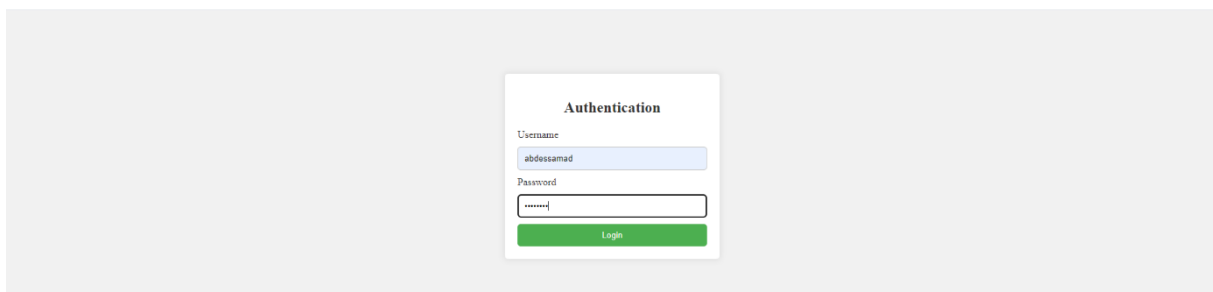 Authentication
Username
abdessamad
Password
••••••••
Login